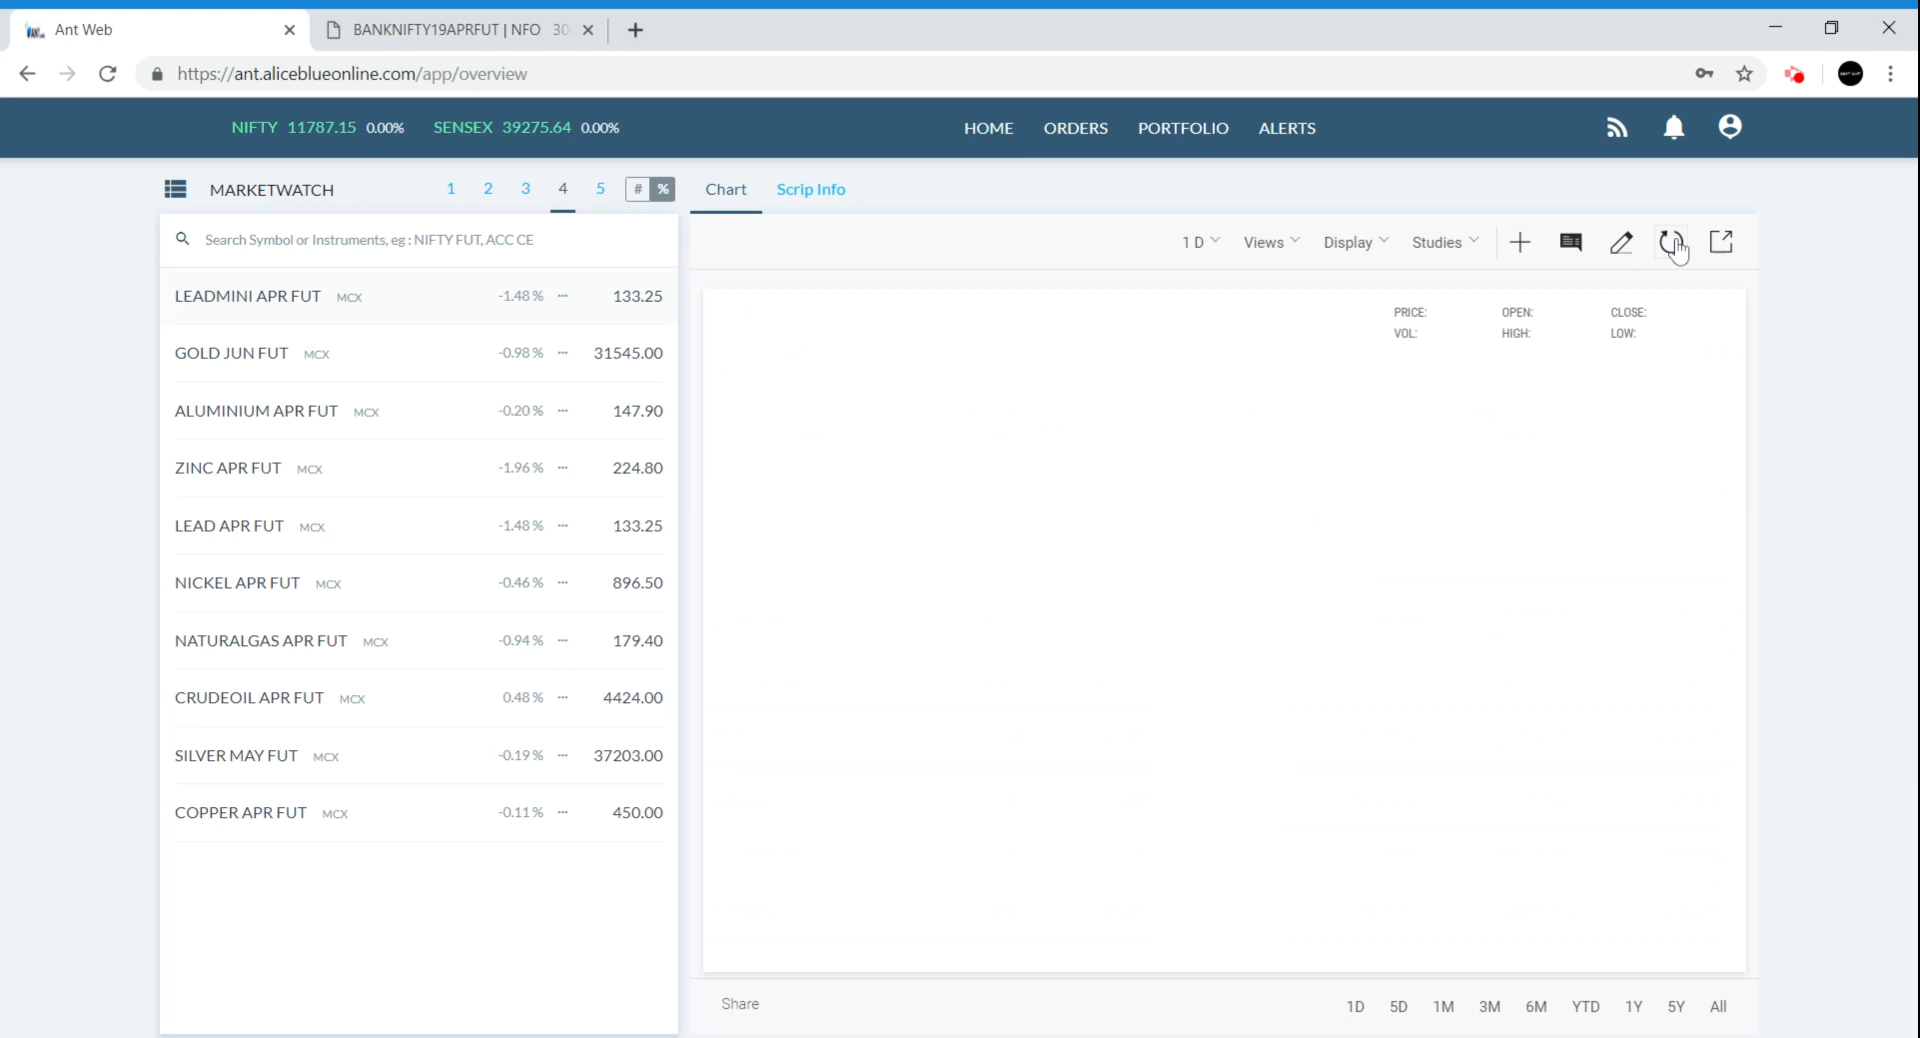 Ant Web
BANKNIFTY19APRFUT | NFO 30
https://ant.aliceblueonline.com/app/overview
NIFTY 11787.15 0.00% SENSEX 39275.64 0.00%
HOME ORDERS PORTFOLIO ALERTS
MARKETWATCH 1 2 3 4 5 # %
Chart Scrip Info
Search Symbol or Instruments, eg : NIFTY FUT, ACC CE
1 D Views Display Studies
LEADMINI APR FUT MCX -1.48 % ··· 133.25
GOLD JUN FUT MCX -0.98 % ··· 31545.00
ALUMINIUM APR FUT MCX -0.20 % ··· 147.90
ZINC APR FUT MCX -1.96 % ··· 224.80
LEAD APR FUT MCX -1.48 % ··· 133.25
NICKEL APR FUT MCX -0.46 % ··· 896.50
NATURALGAS APR FUT MCX -0.94 % ··· 179.40
CRUDEOIL APR FUT MCX 0.48 % ··· 4424.00
SILVER MAY FUT MCX -0.19 % ··· 37203.00
COPPER APR FUT MCX -0.11 % ··· 450.00
PRICE: OPEN: CLOSE:
VOL: HIGH: LOW:
Share
1D 5D 1M 3M 6M YTD 1Y 5Y All